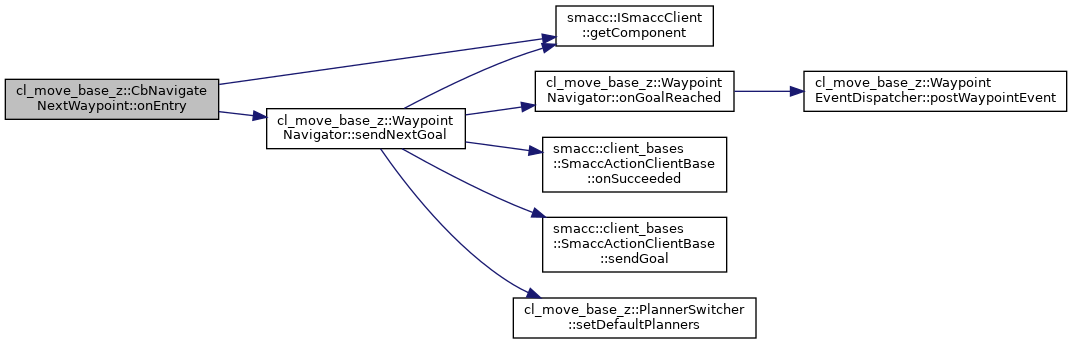 cl_move_base_z::CbNavigate
NextWaypoint::onEntry
smacc::ISmaccClient
::getComponent
cl_move_base_z::Waypoint
Navigator::sendNextGoal
cl_move_base_z::Waypoint
Navigator::onGoalReached
cl_move_base_z::Waypoint
EventDispatcher::postWaypointEvent
smacc::client_bases
::SmaccActionClientBase
::onSucceeded
smacc::client_bases
::SmaccActionClientBase
::sendGoal
cl_move_base_z::PlannerSwitcher
::setDefaultPlanners